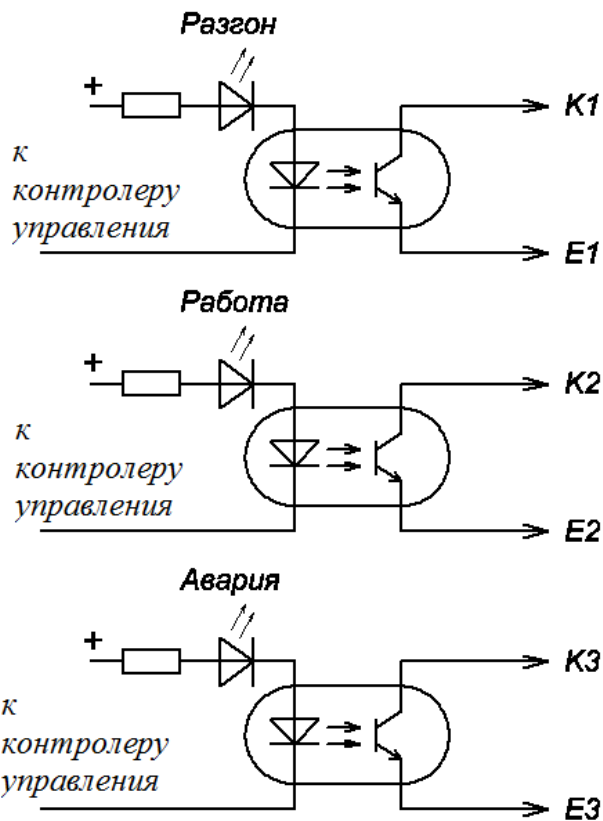 Разгон
+
K1
к
контролеру
управления
E1
Работа
+
K2
к
контролеру
управления
E2
Авария
+
K3
к
контролеру
управления
E3